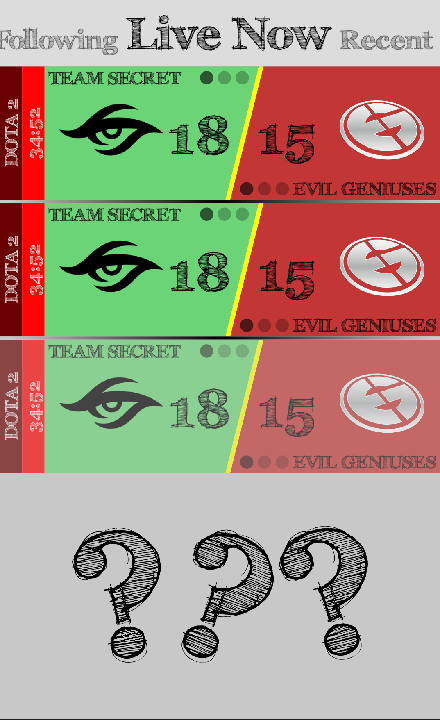 Following Live Now Recent
TEAM SECRET
DOTA 2
34:52
18 15
EVIL GENIUSES
TEAM SECRET
DOTA 2
34:52
18 15
EVIL GENIUSES
TEAM SECRET
DOTA 2
34:52
18 15
EVIL GENIUSES
???